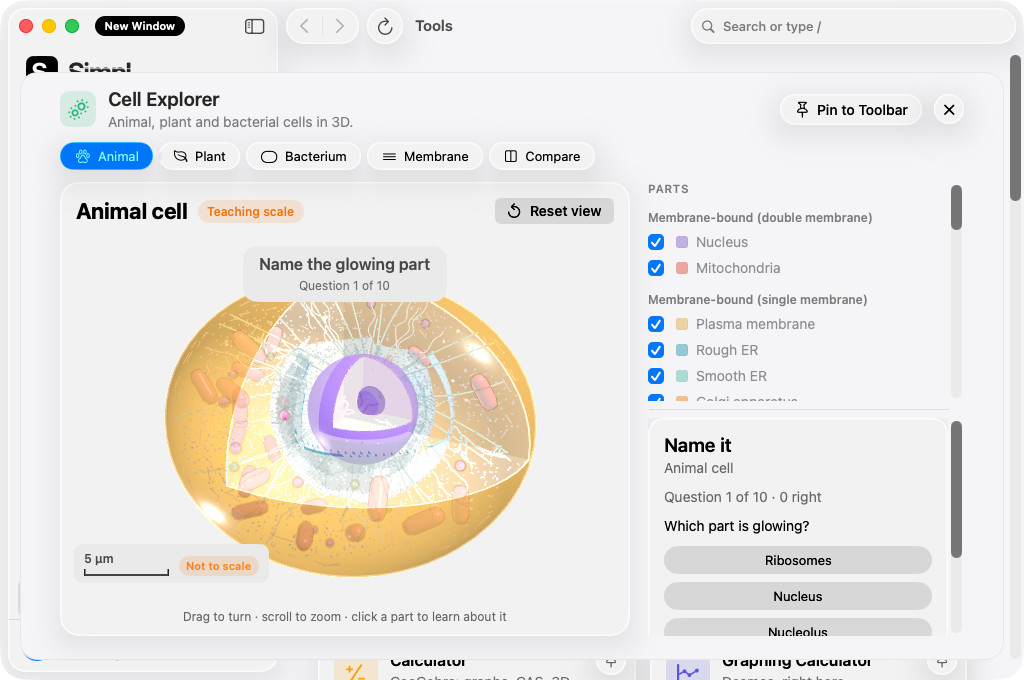 New Window
Tools
Search or type /
Cell Explorer
Animal, plant and bacterial cells in 3D.
Pin to Toolbar
Animal
Plant
Bacterium
Membrane
Compare
Animal cell
Teaching scale
Reset view
Name the glowing part
Question 1 of 10
5 µm
Not to scale
Drag to turn · scroll to zoom · click a part to learn about it
PARTS
Membrane-bound (double membrane)
Nucleus
Mitochondria
Membrane-bound (single membrane)
Plasma membrane
Rough ER
Smooth ER
Golgi apparatus
Name it
Animal cell
Question 1 of 10 · 0 right
Which part is glowing?
Ribosomes
Nucleus
Nucleolus
Calculator
Graphing Calculator